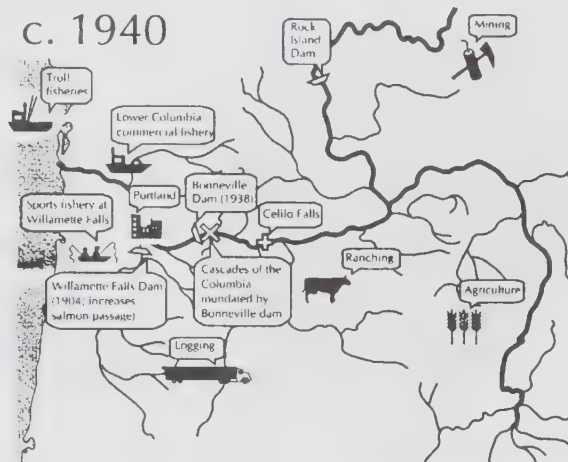 c. 1940
Rock
Island
Dam
Mining
Troll
fisheries
Lower Columbia
commercial fishery
Portland
Bonneville
Dam (1938)
Celilo Falls
Sports fishery at
Willamette Falls
Willamette Falls Dam
(1904; increases
salmon passage)
Cascades of the
Columbia
inundated by
Bonneville dam
Ranching
Agriculture
Logging